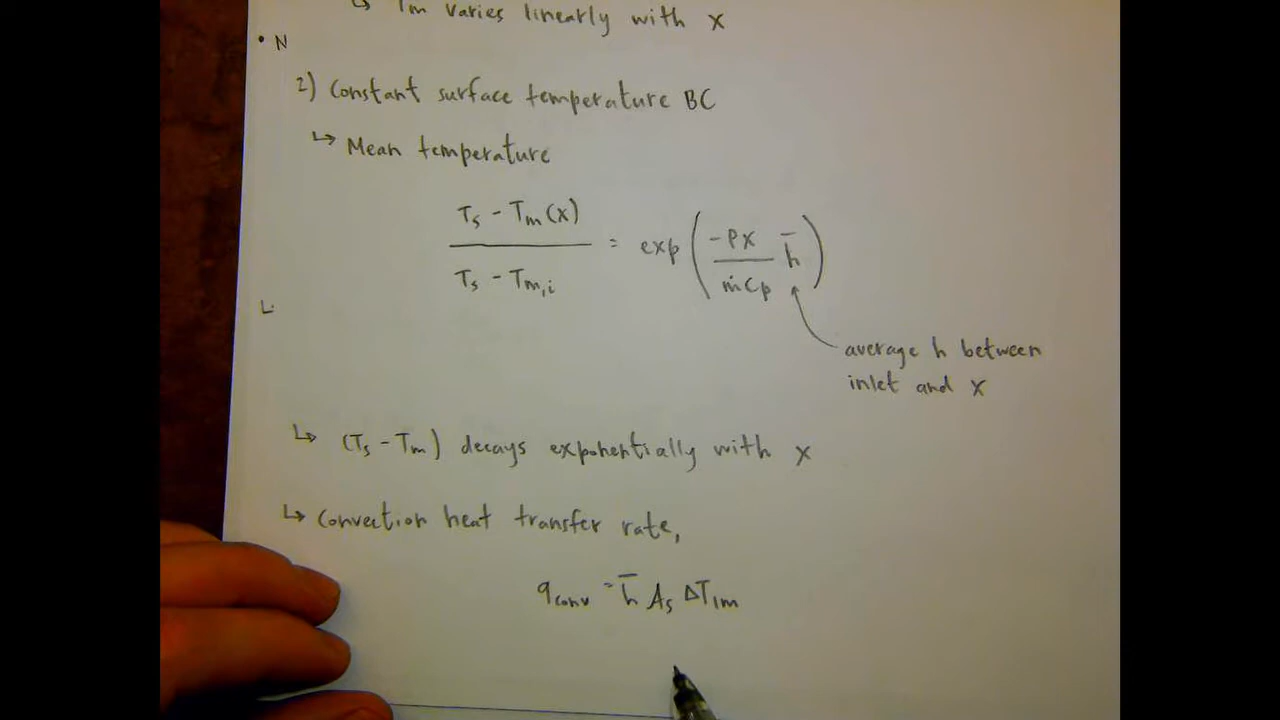 ↳ Tm varies linearly with x
• N
2) Constant surface temperature BC
↳ Mean temperature
Ts - Tm(x) / Ts - Tm,i = exp(-Px / ṁCp h̄)
L
average h between
inlet and x
↳ (Ts - Tm) decays exponentially with x
↳ Convection heat transfer rate,
qconv = h̄ As ΔTlm